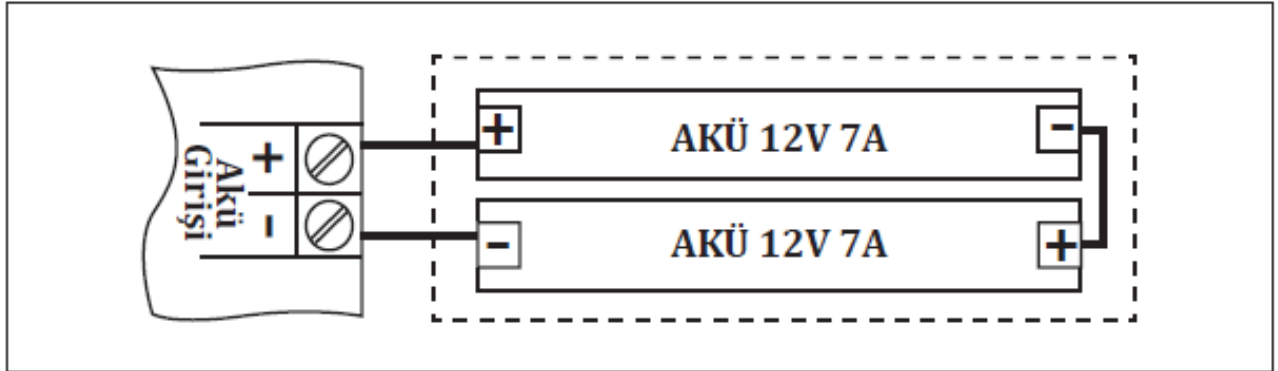 Akü
Girişi
+
-
+
AKÜ 12V 7A
-
-
AKÜ 12V 7A
+